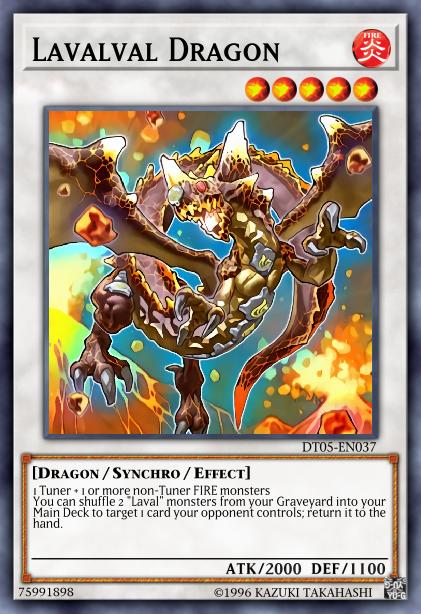 Lavalval Dragon
FIRE
炎
DT05-EN037
[Dragon / Synchro / Effect]
1 Tuner + 1 or more non-Tuner FIRE monsters
You can shuffle 2 "Laval" monsters from your Graveyard into your
Main Deck to target 1 card your opponent controls; return it to the
hand.
ATK/2000 DEF/1100
75991898
©1996 KAZUKI TAKAHASHI